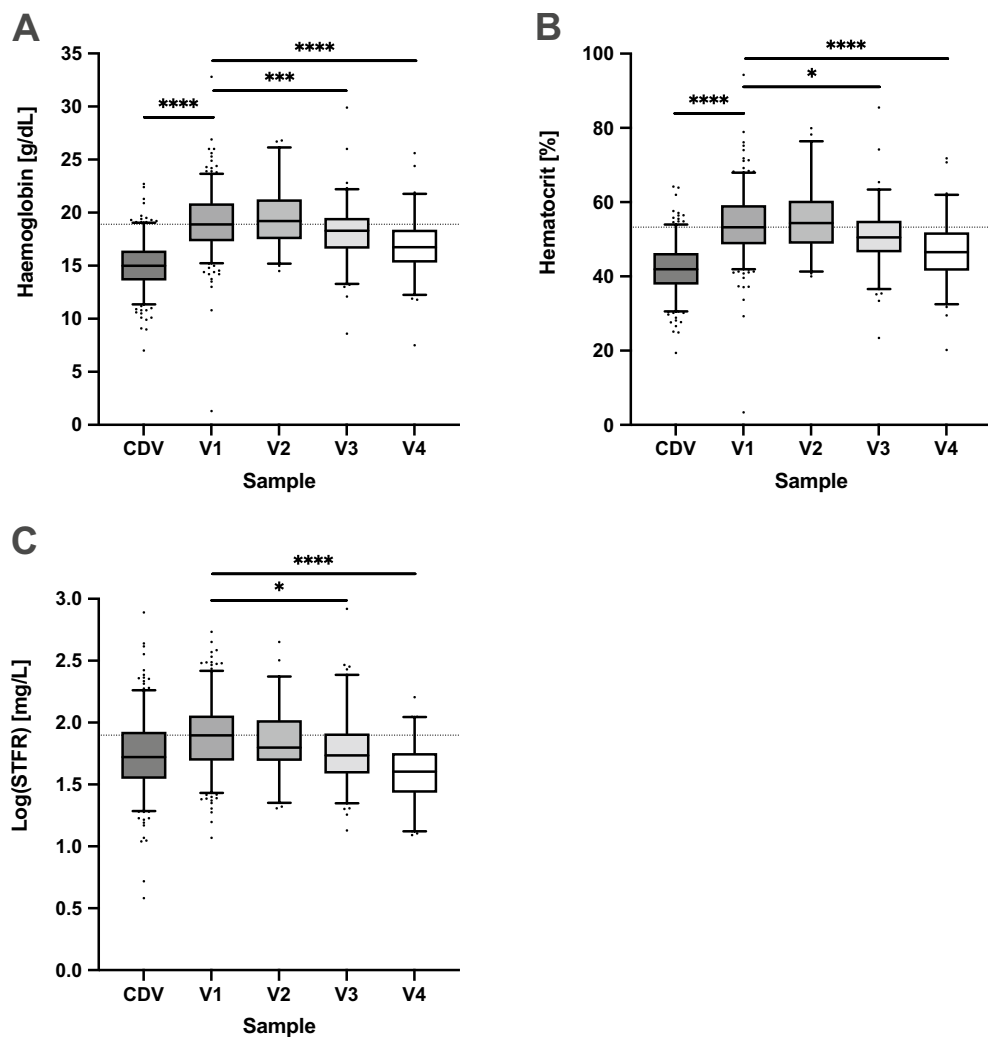 A
Haemoglobin [g/dL]
35
30
25
20
15
10
5
0
****
***
****
CDV V1 V2 V3 V4
Sample
B
Hematocrit [%]
100
80
60
40
20
0
****
*
****
CDV V1 V2 V3 V4
Sample
C
Log(STFR) [mg/L]
3.0
2.5
2.0
1.5
1.0
0.5
0.0
****
*
CDV V1 V2 V3 V4
Sample